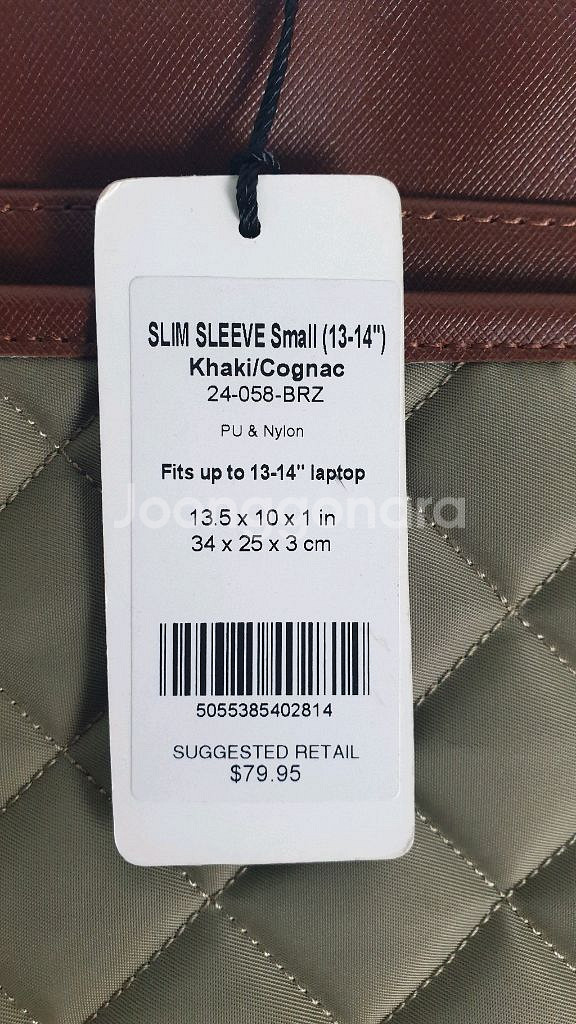 SLIM SLEEVE Small (13-14")
Khaki/Cognac
24-058-BRZ
PU & Nylon
Fits up to 13-14" laptop
Joonggonara
13.5 x 10 x 1 in
34 x 25 x 3 cm
5055385402814
SUGGESTED RETAIL
$79.95